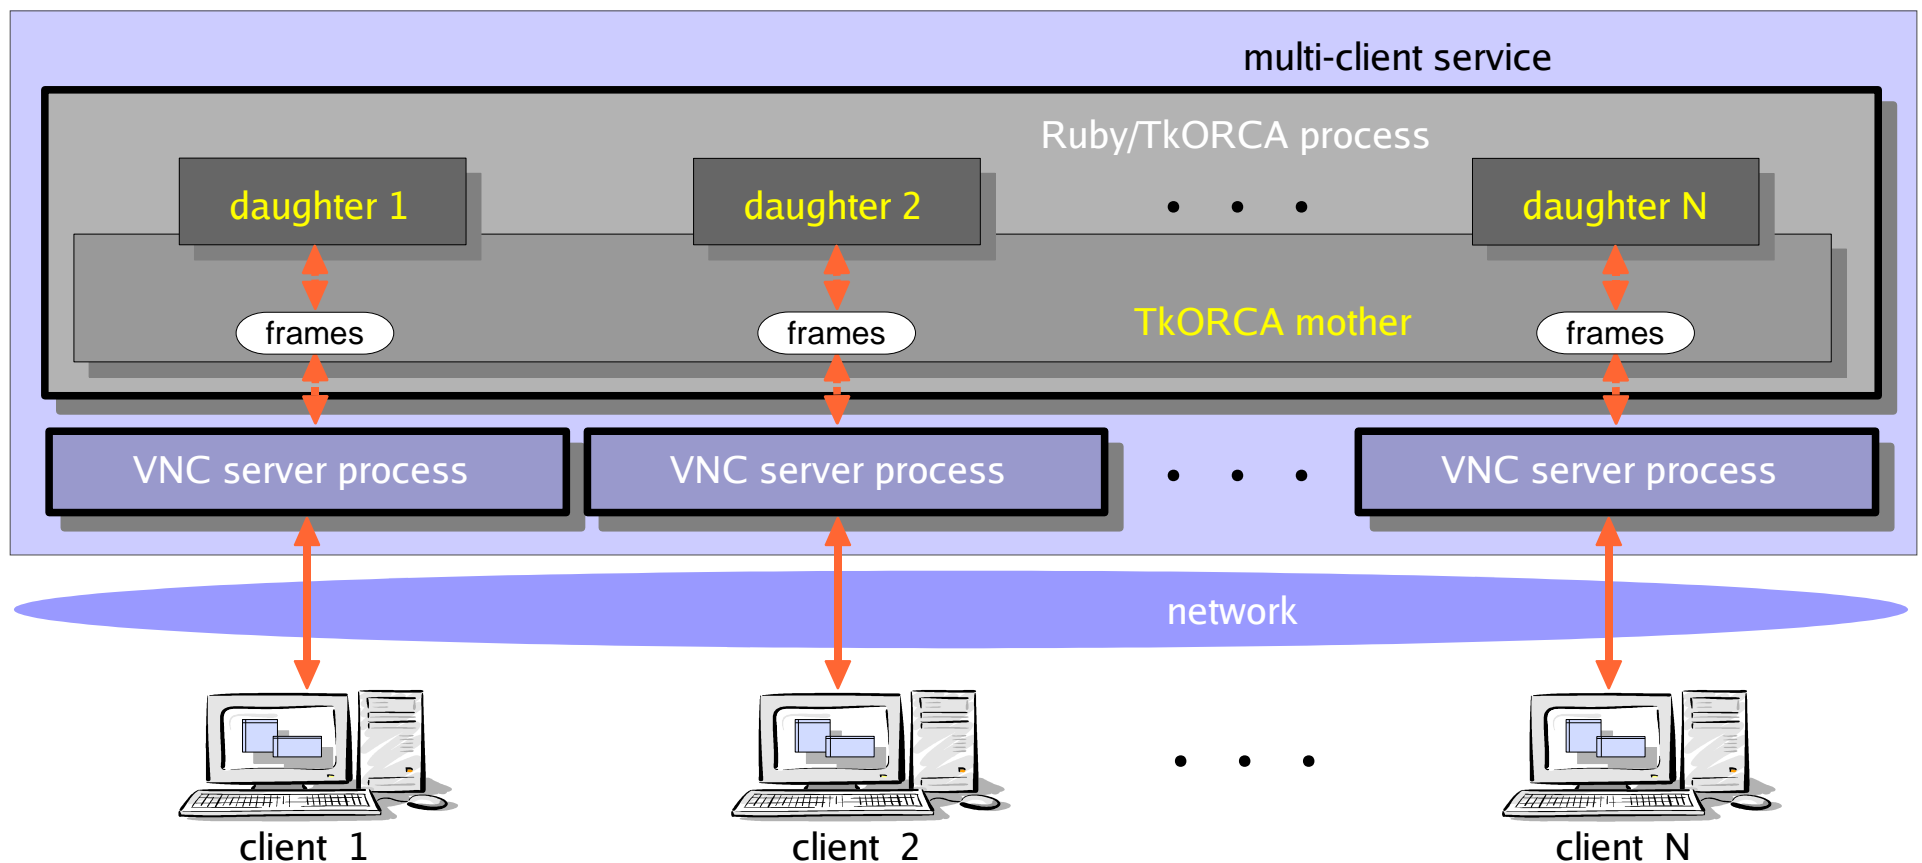 multi-client service
Ruby/TkORCA process
daughter 1
daughter 2
. . .
daughter N
TkORCA mother
frames
frames
frames
VNC server process
VNC server process
. . .
VNC server process
network
. . .
client 1
client 2
client N